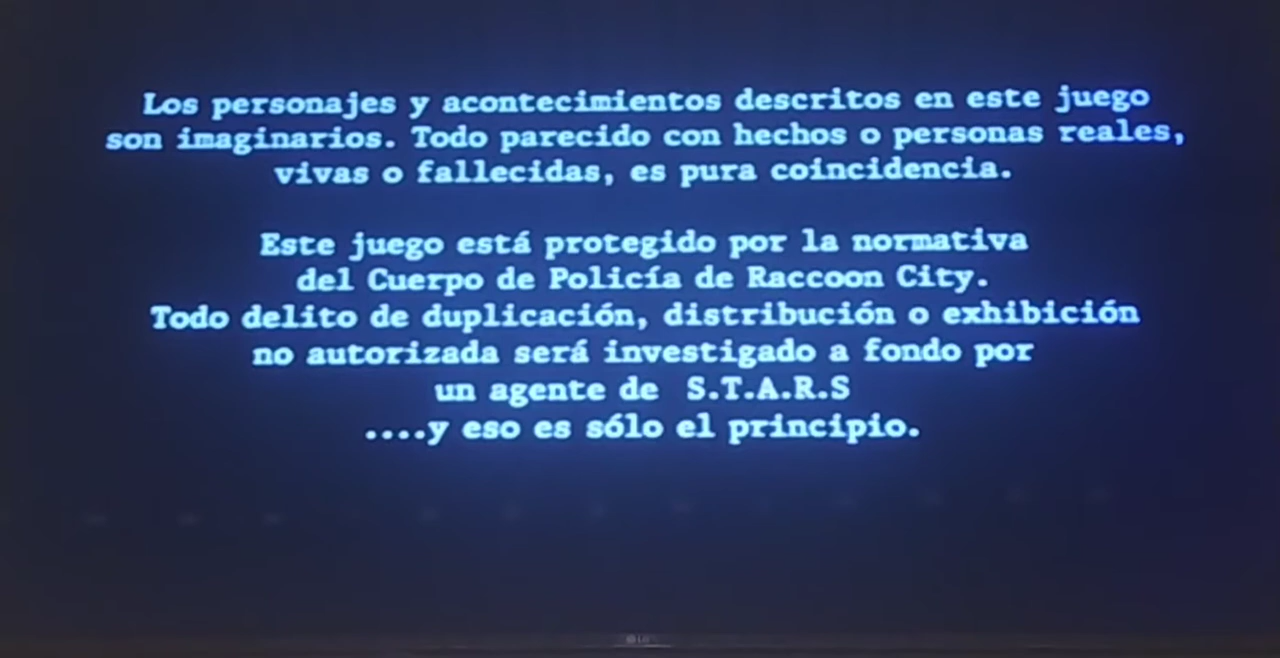 Los personajes y acontecimientos descritos en este juego
son imaginarios. Todo parecido con hechos o personas reales,
vivas o fallecidas, es pura coincidencia.
Este juego está protegido por la normativa
del Cuerpo de Policía de Raccoon City.
Todo delito de duplicación, distribución o exhibición
no autorizada será investigado a fondo por
un agente de S.T.A.R.S
....y eso es sólo el principio.
LG